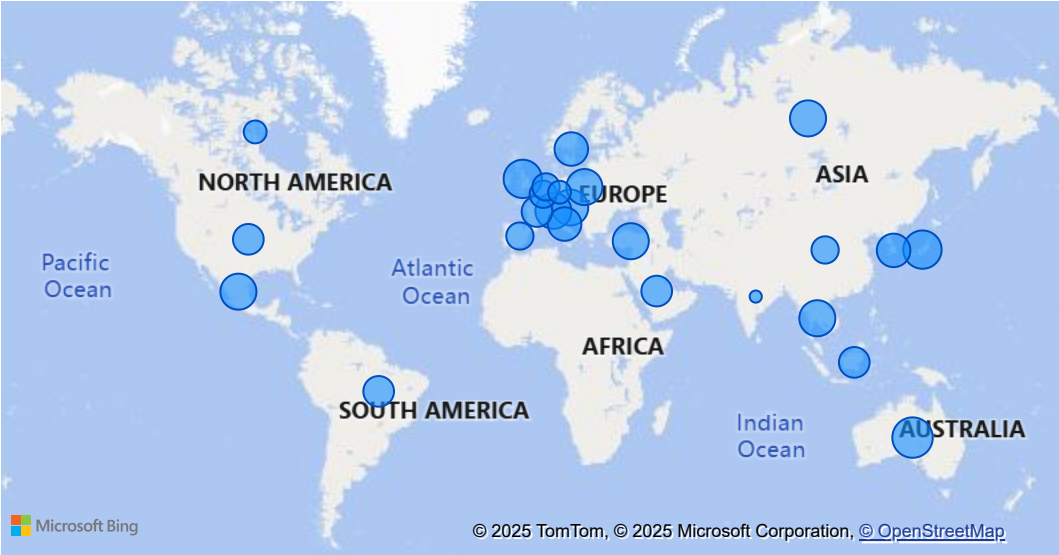 ASIA
NORTH AMERICA
EUROPE
Pacific
Ocean
Atlantic
Ocean
AFRICA
SOUTH AMERICA
Indian
Ocean
AUSTRALIA
Microsoft Bing
© 2025 TomTom, © 2025 Microsoft Corporation, © OpenStreetMap